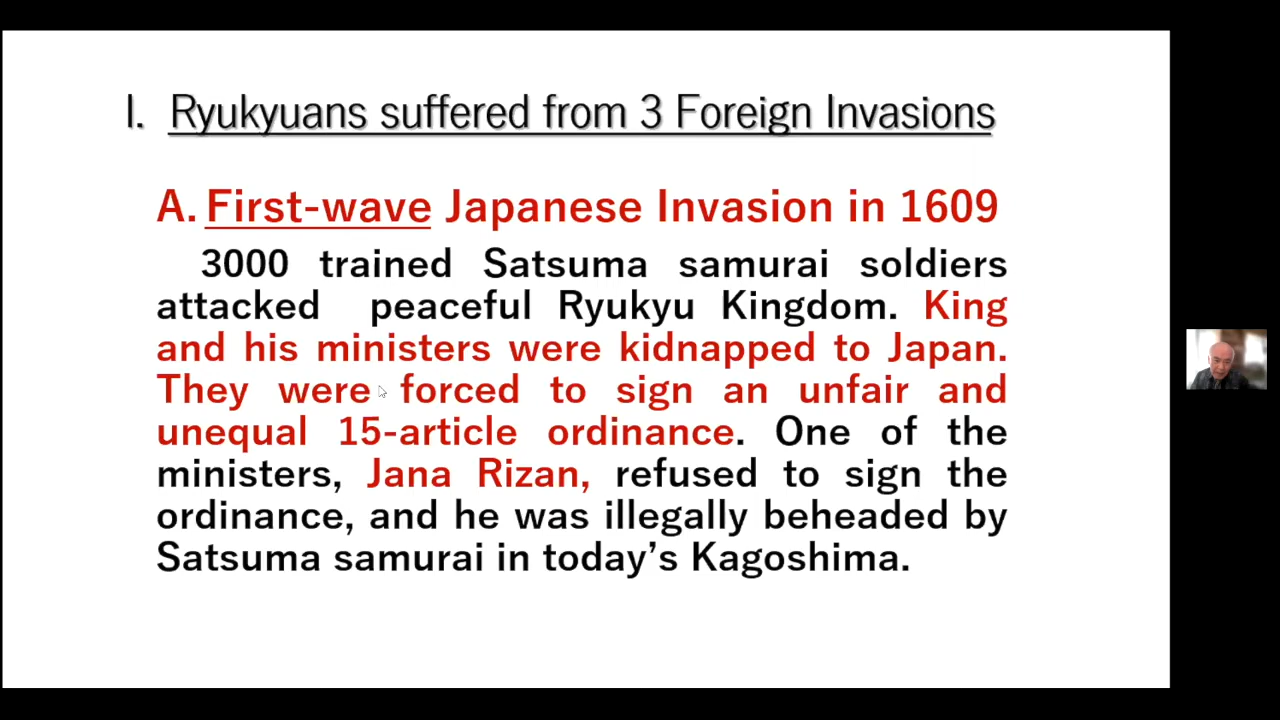 I. Ryukyuans suffered from 3 Foreign Invasions
A. First-wave Japanese Invasion in 1609
3000 trained Satsuma samurai soldiers
attacked peaceful Ryukyu Kingdom. King
and his ministers were kidnapped to Japan.
They were forced to sign an unfair and
unequal 15-article ordinance. One of the
ministers, Jana Rizan, refused to sign the
ordinance, and he was illegally beheaded by
Satsuma samurai in today’s Kagoshima.